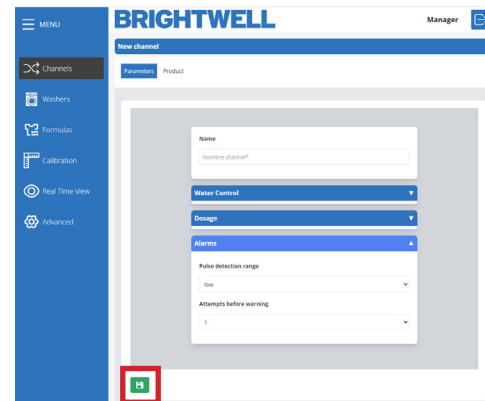 MENU
BRIGHTWELL
Manager
New channel
Channels
Parameters
Product
Washers
Formulas
Calibration
Real Time View
Advanced
Name
Nombre channel*
Water Control
Dosage
Alarms
Pulse detection range
low
Attempts before warning
1